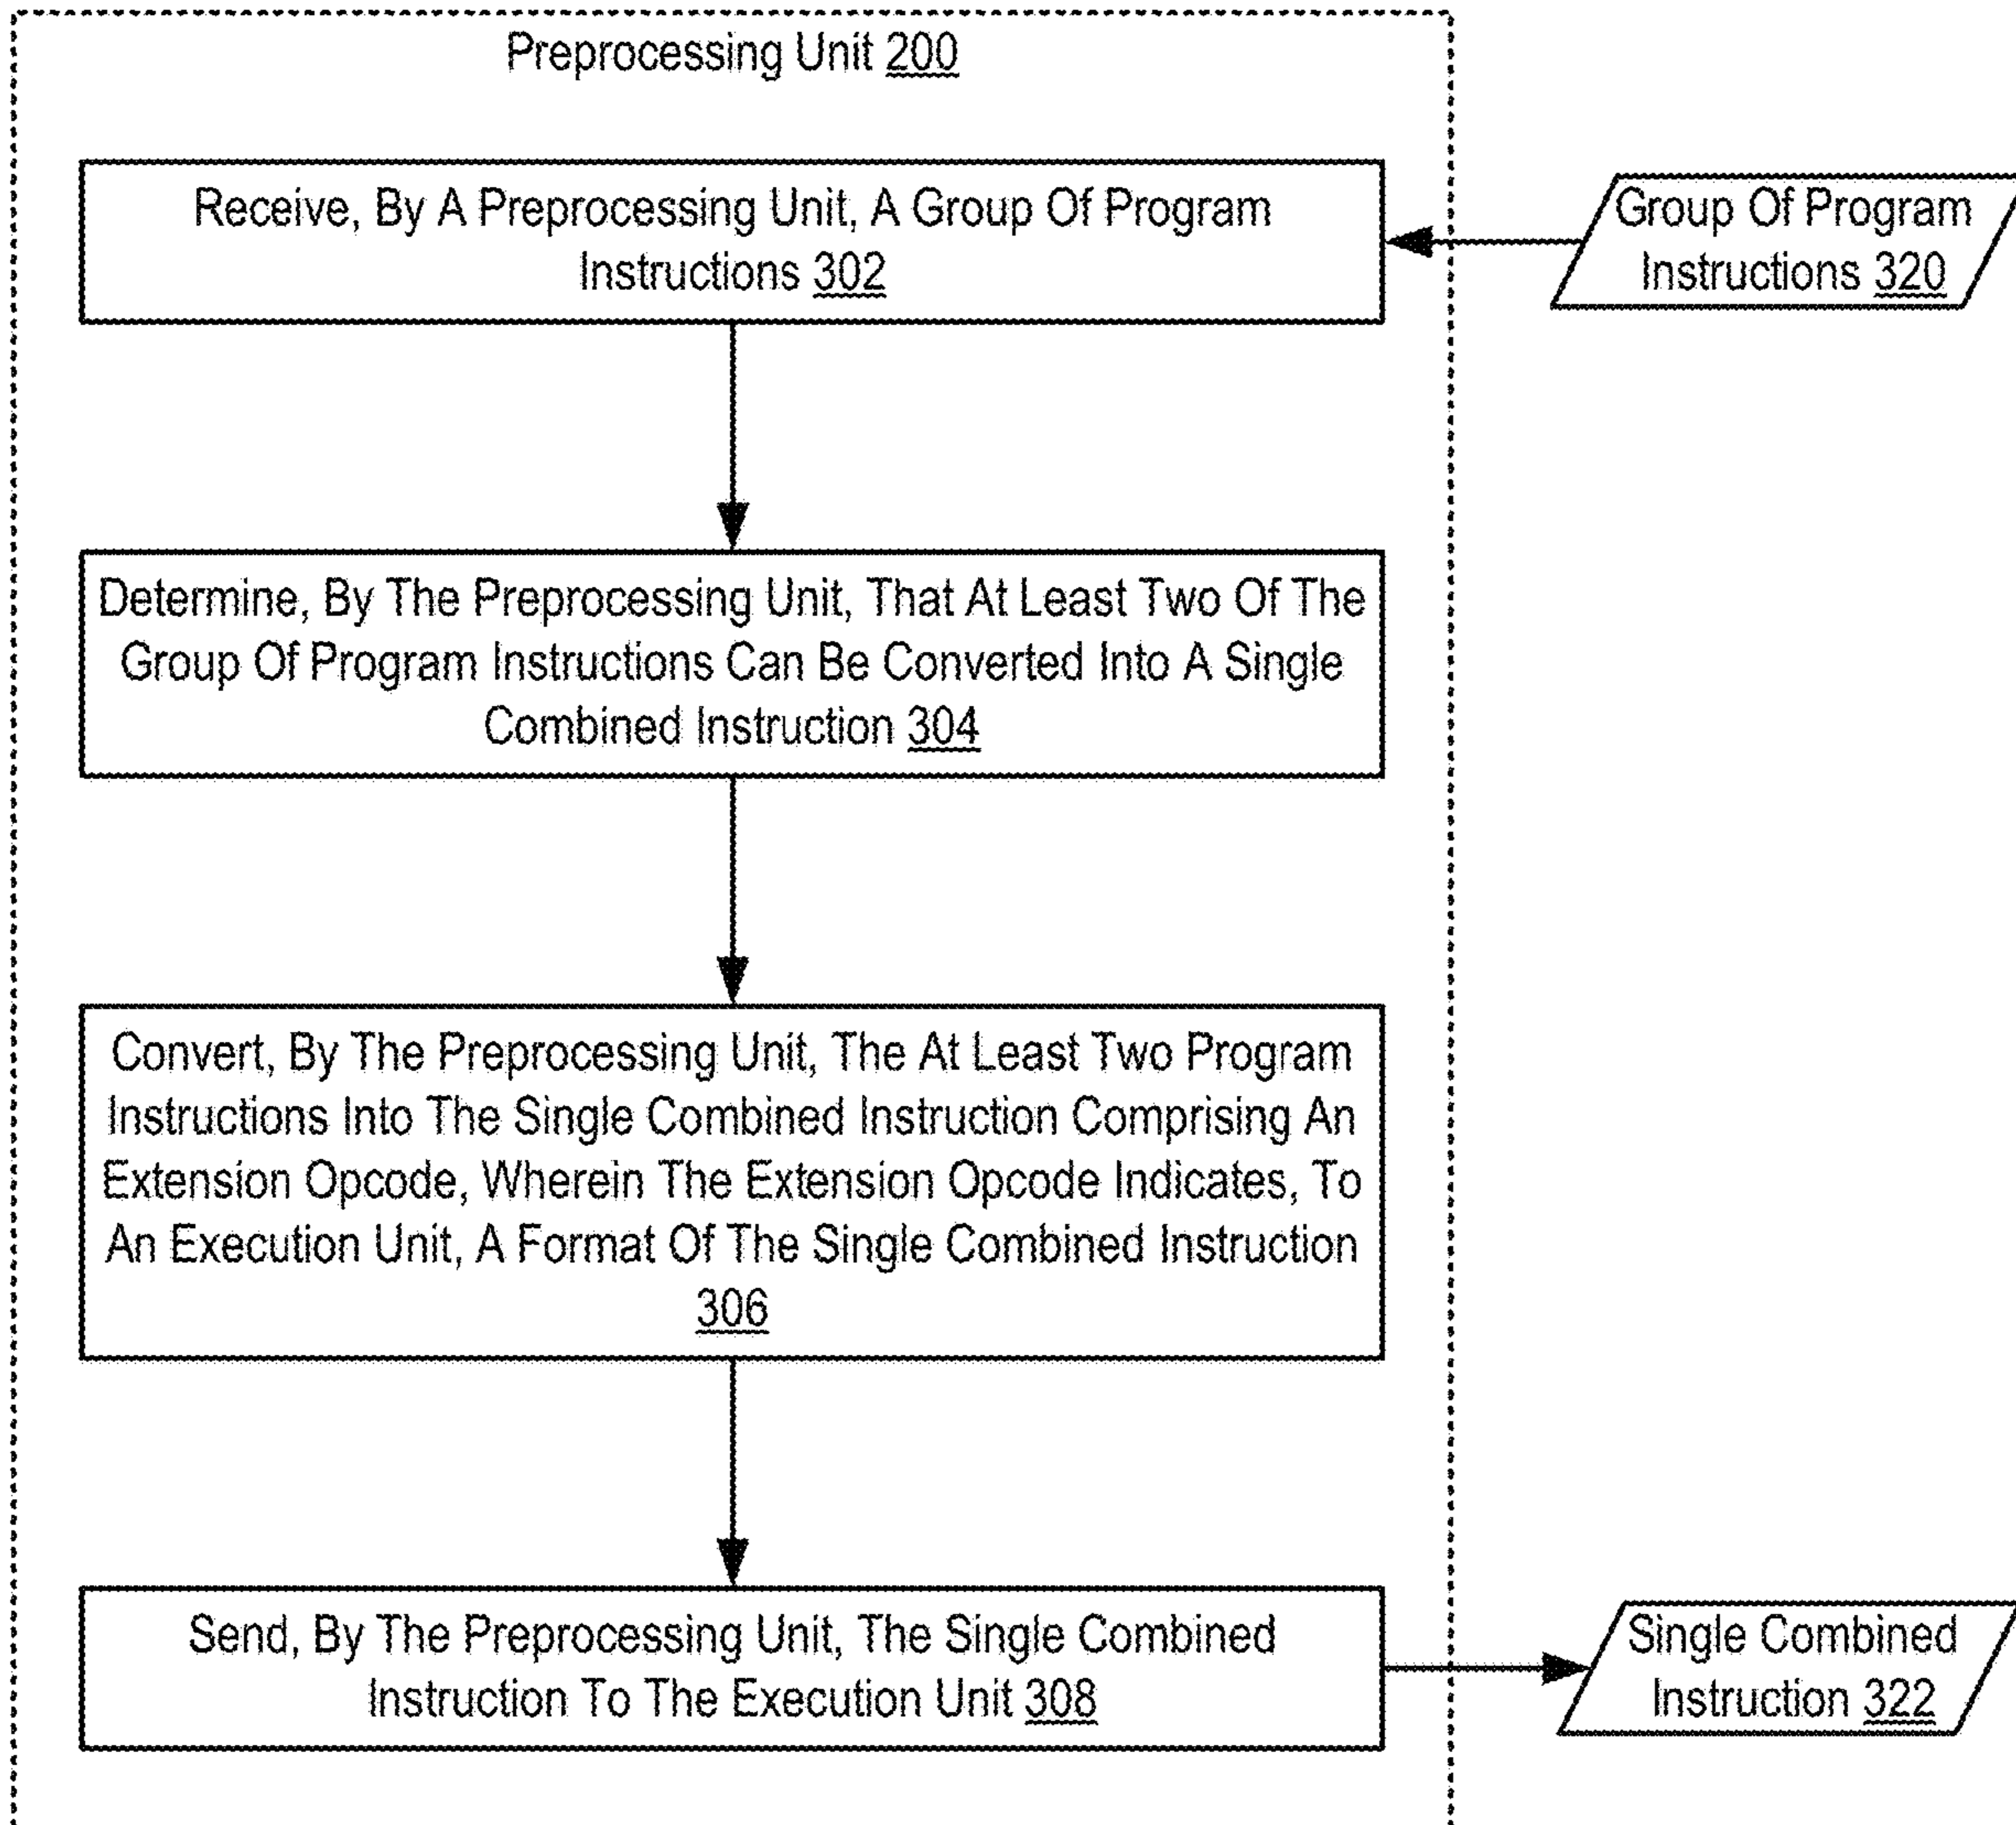 Preprocessing Unit 200
Receive, By A Preprocessing Unit, A Group Of Program
Instructions 302
Group Of Program
Instructions 320
Determine, By The Preprocessing Unit, That At Least Two Of The
Group Of Program Instructions Can Be Converted Into A Single
Combined Instruction 304
Convert, By The Preprocessing Unit, The At Least Two Program
Instructions Into The Single Combined Instruction Comprising An
Extension Opcode, Wherein The Extension Opcode Indicates, To
An Execution Unit, A Format Of The Single Combined Instruction
306
Send, By The Preprocessing Unit, The Single Combined
Instruction To The Execution Unit 308
Single Combined
Instruction 322